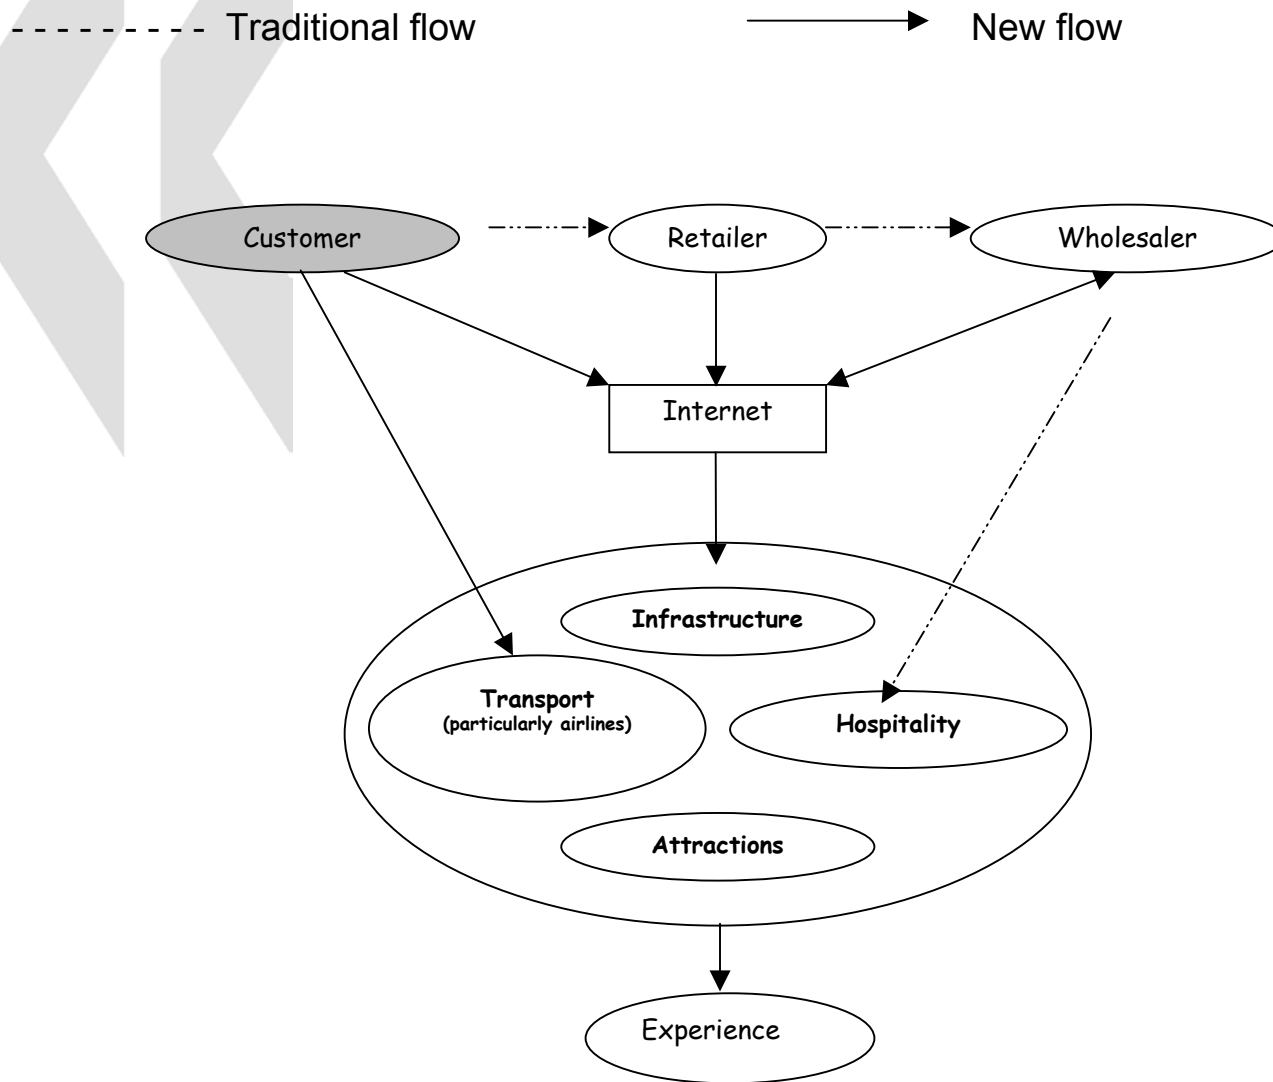 Traditional flow
New flow
Customer
Retailer
Wholesaler
Internet
Infrastructure
Transport
(particularly airlines)
Hospitality
Attractions
Experience